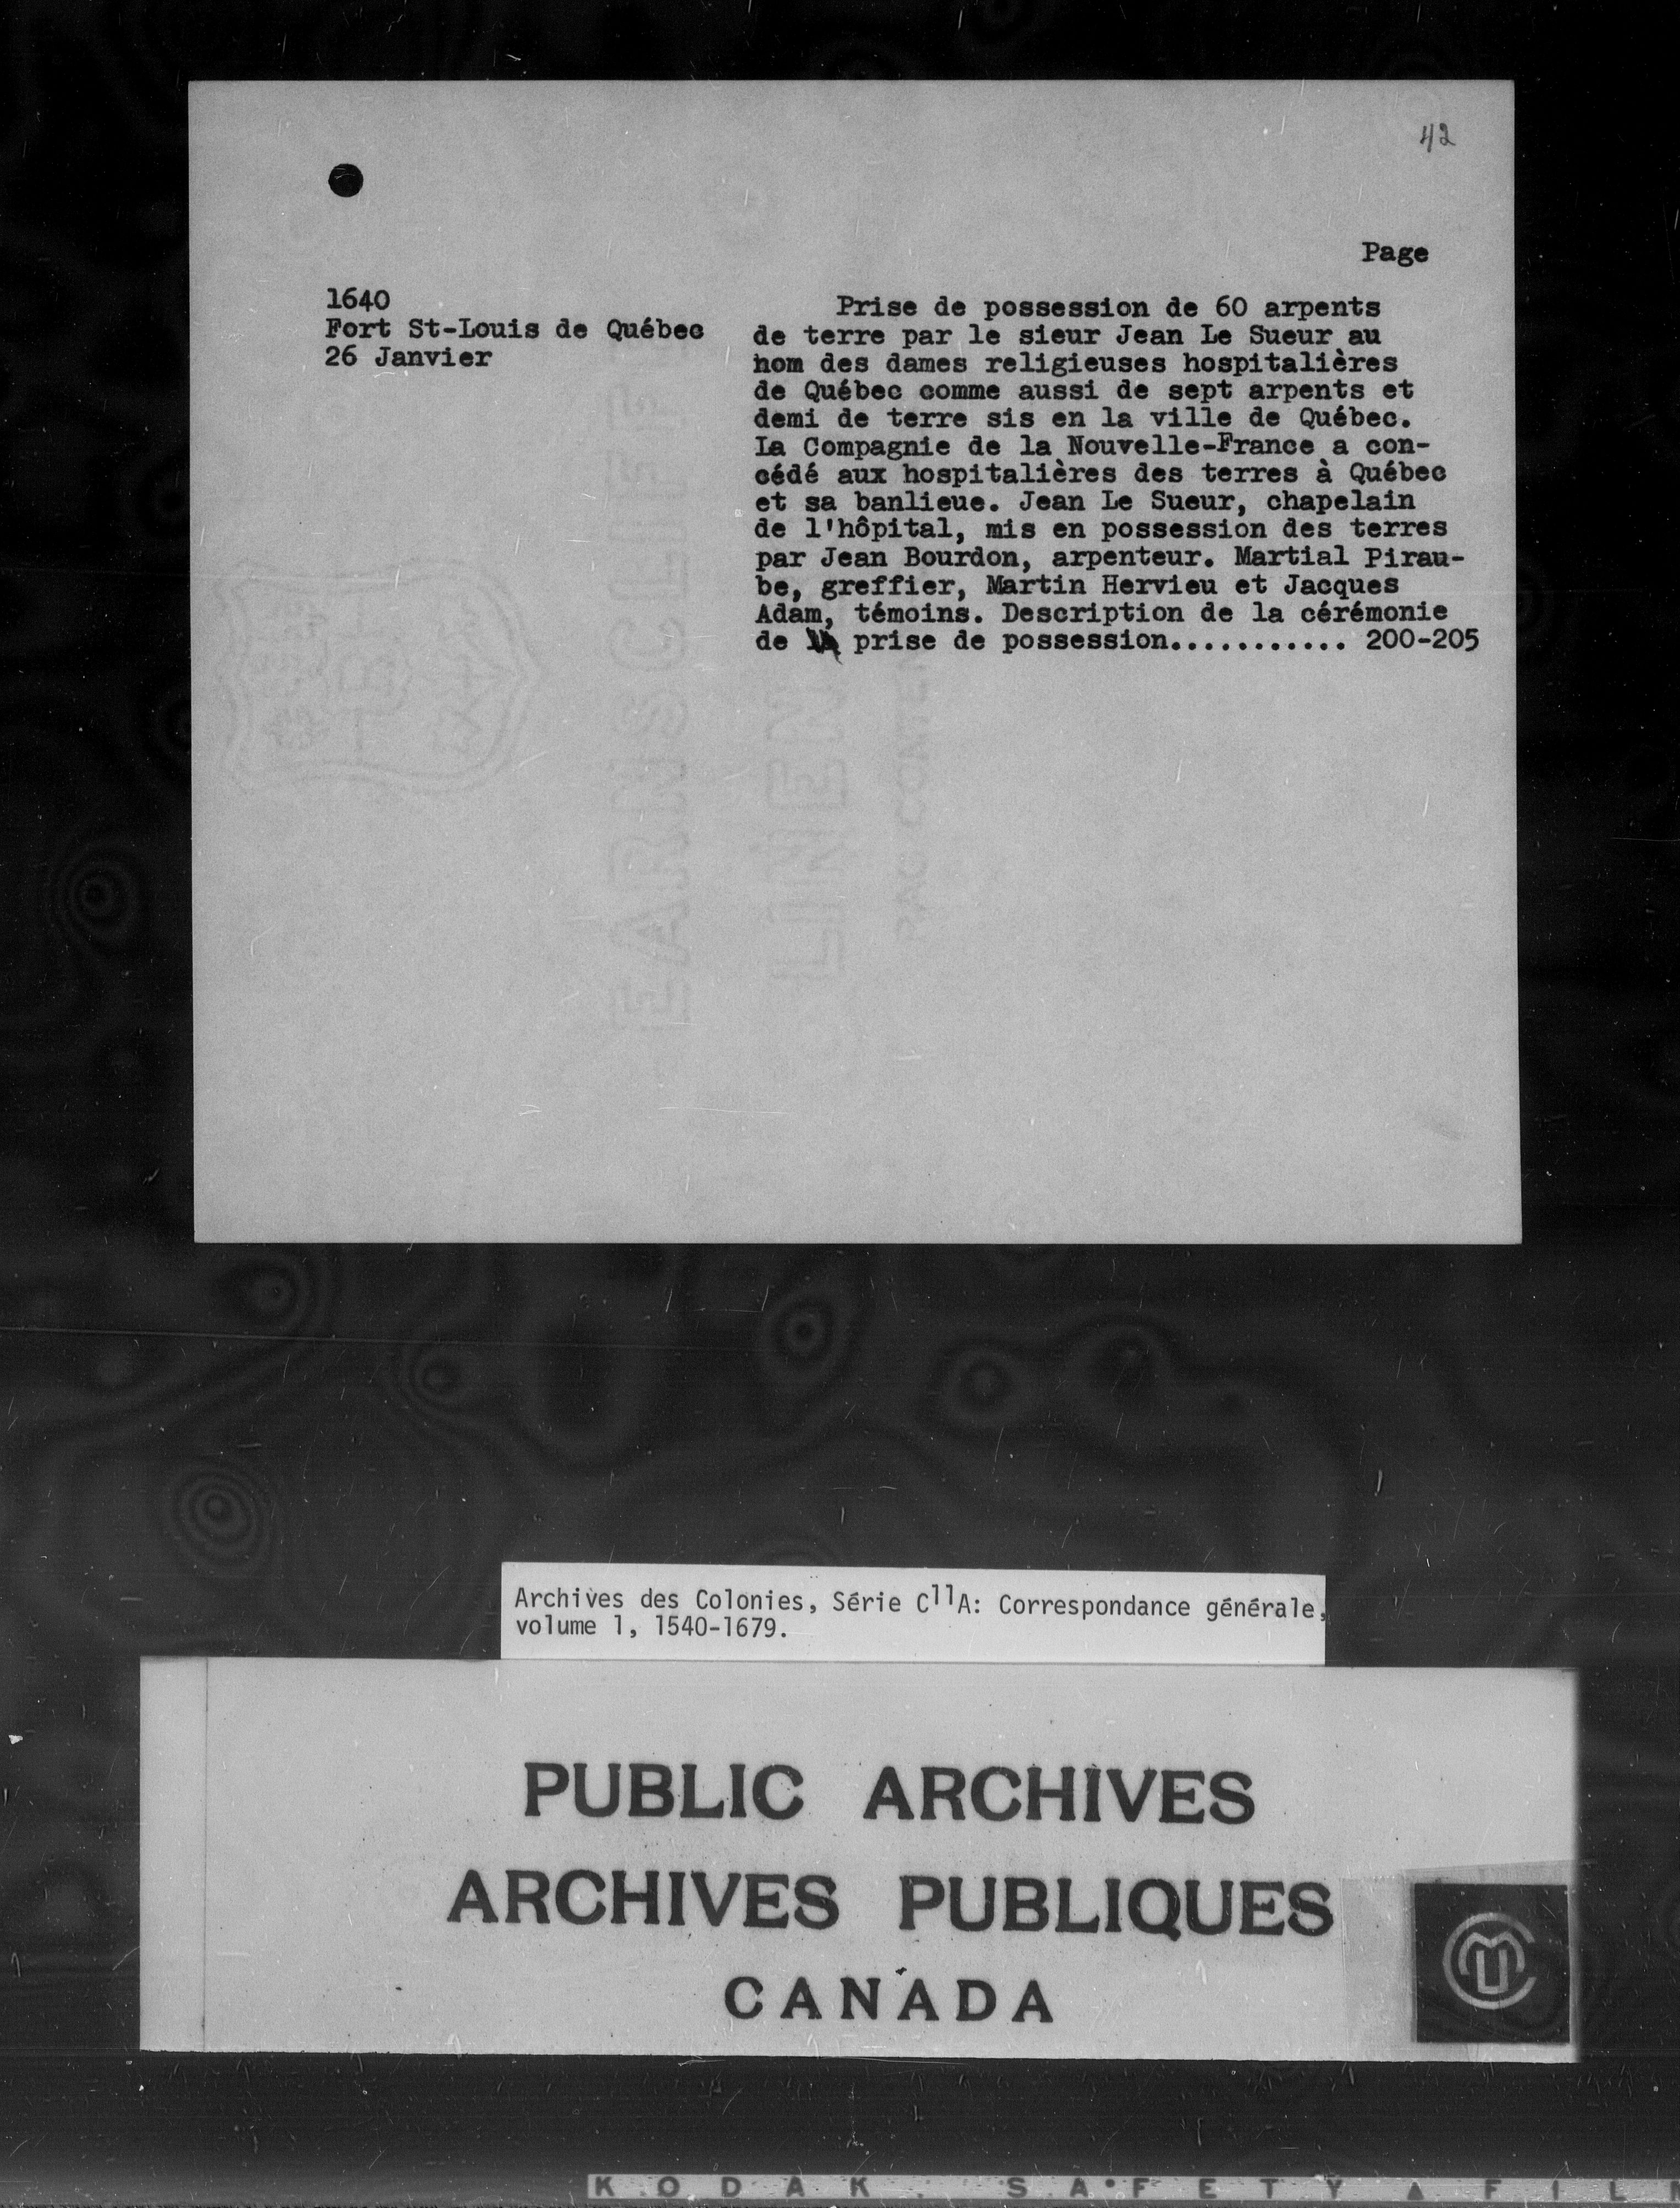 42
Page
1640
Fort St-Louis de Québec
26 Janvier
Prise de possession de 60 arpents
de terre par le sieur Jean Le Sueur au
nom des dames religieuses hospitalières
de Québec comme aussi de sept arpents et
demi de terre sis en la ville de Québec.
La Compagnie de la Nouvelle-France a con-
cédé aux hospitalières des terres à Québec
et sa banlieue. Jean Le Sueur, chapelain
de l'hôpital, mis en possession des terres
par Jean Bourdon, arpenteur. Martial Pirau-
be, greffier, Martin Hervieu et Jacques
Adam, témoins. Description de la cérémonie
de la prise de possession........... 200-205
EARNSCLIFFE
LINEN
Archives des Colonies, Série C11A: Correspondance générale,
volume 1, 1540-1679.
PUBLIC ARCHIVES
ARCHIVES PUBLIQUES
CANADA
KODAK SAFETY FIL